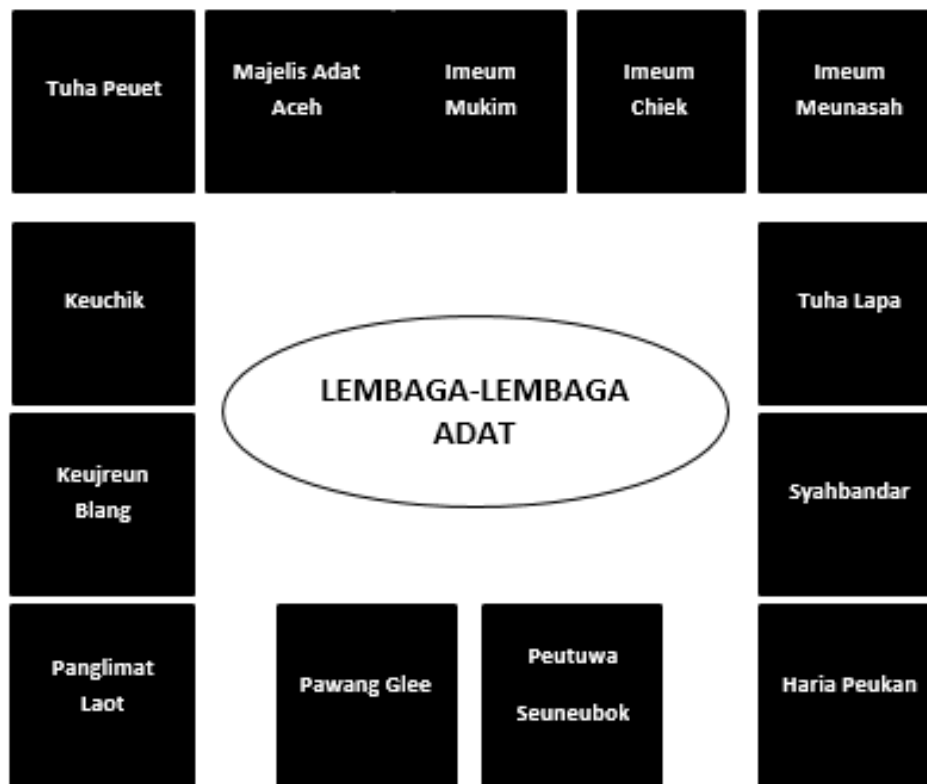 Tuha Peuet
Majelis Adat
Aceh
Imeum
Mukim
Imeum
Chiek
Imeum
Meunasah
Keuchik
Tuha Lapa
LEMBAGA-LEMBAGA
ADAT
Keujreun
Blang
Syahbandar
Panglimat
Laot
Pawang Glee
Peutuwa
Seuneubok
Haria Peukan